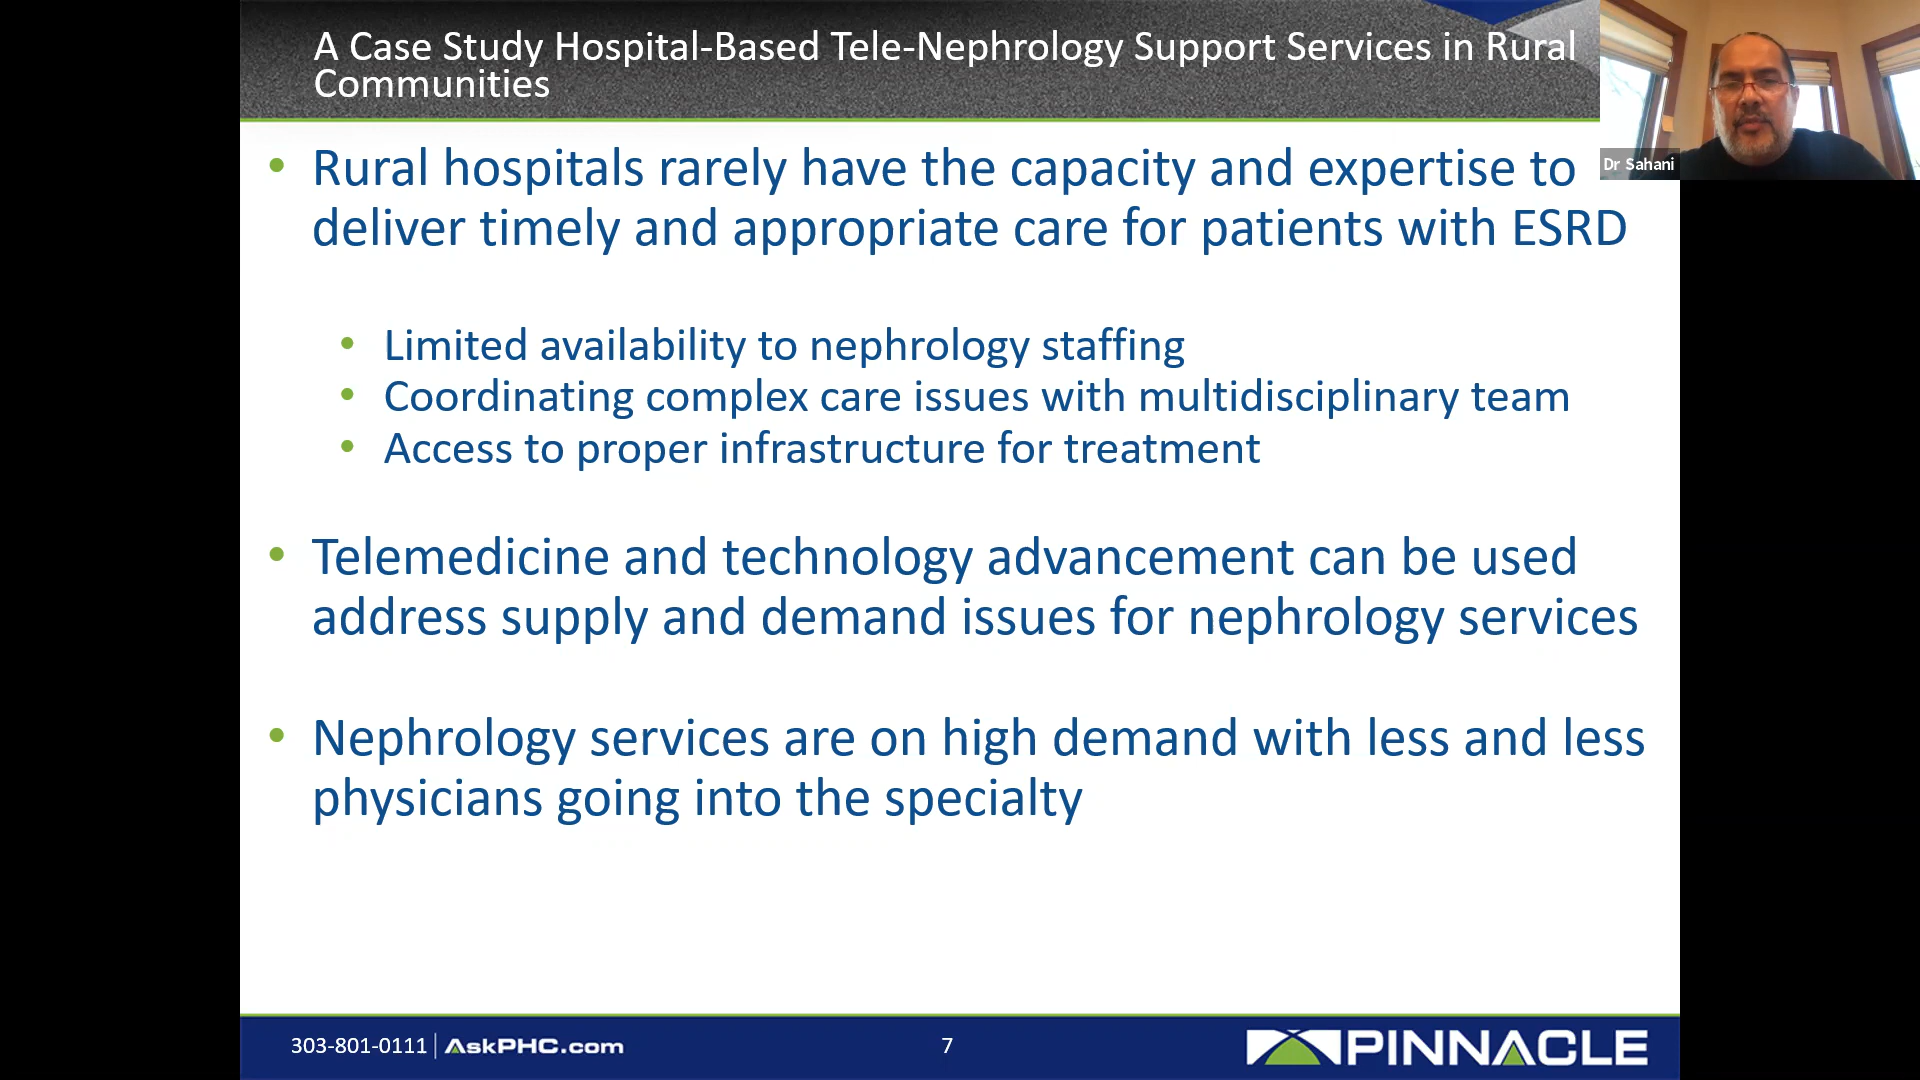 A Case Study Hospital-Based Tele-Nephrology Support Services in Rural
Communities
Dr Sahani
• Rural hospitals rarely have the capacity and expertise to
deliver timely and appropriate care for patients with ESRD
• Limited availability to nephrology staffing
• Coordinating complex care issues with multidisciplinary team
• Access to proper infrastructure for treatment
• Telemedicine and technology advancement can be used
address supply and demand issues for nephrology services
• Nephrology services are on high demand with less and less
physicians going into the specialty
303-801-0111 | AskPHC.com
7
PINNACLE